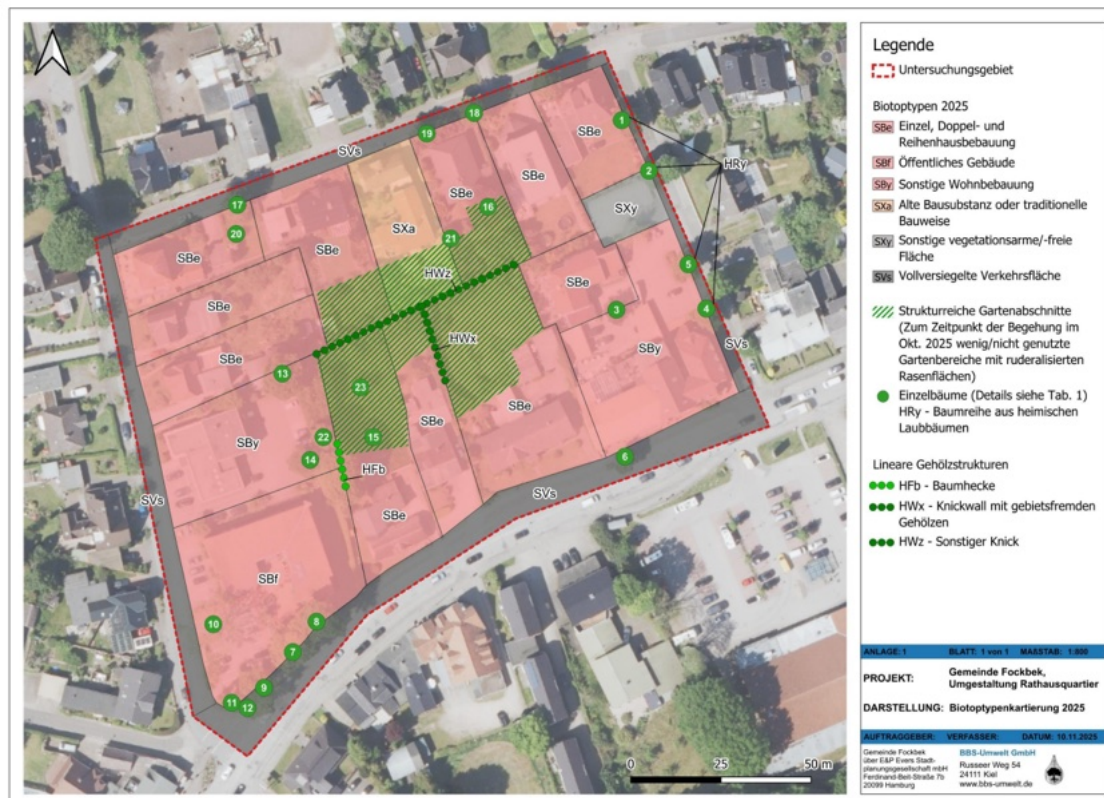 18
19
1
SVs
SBe
HRy
2
SBe
SBe
17
16
SXa
SXy
20
21
SBe
SBe
5
HWz
SBe
3
4
SBe
HWx
SBy
SVs
SBe
13
23
SBe
SBy
22
15
14
6
HFb
SVs
SVs
SBe
SBf
10
8
7
9
11
12
0 25 50 m
Legende
Untersuchungsgebiet
Biotoptypen 2025
SBe Einzel, Doppel- und
Reihenhausbebauung
SBf Öffentliches Gebäude
SBy Sonstige Wohnbebauung
SXa Alte Bausubstanz oder traditionelle
Bauweise
SXy Sonstige vegetationsarme/-freie
Fläche
SVs Vollversiegelte Verkehrsfläche
Strukturreiche Gartenabschnitte
(Zum Zeitpunkt der Begehung im
Okt. 2025 wenig/nicht genutzte
Gartenbereiche mit ruderalisierten
Rasenflächen)
Einzelbäume (Details siehe Tab. 1)
HRy - Baumreihe aus heimischen
Laubbäumen
Lineare Gehölzstrukturen
HFb - Baumhecke
HWx - Knickwall mit gebietsfremden
Gehölzen
HWz - Sonstiger Knick
ANLAGE: 1 BLATT: 1 von 1 MASSTAB: 1:800
PROJEKT: Gemeinde Fockbek,
Umgestaltung Rathausquartier
DARSTELLUNG: Biotoptypenkartierung 2025
AUFTRAGGEBER: VERFASSER: DATUM: 10.11.2025
Gemeinde Fockbek
über E&P Evers Stadt-
planungsgesellschaft mbH
Ferdinand-Beit-Straße 7b
20099 Hamburg
BBS-Umwelt GmbH
Russeer Weg 54
24111 Kiel
www.bbs-umwelt.de